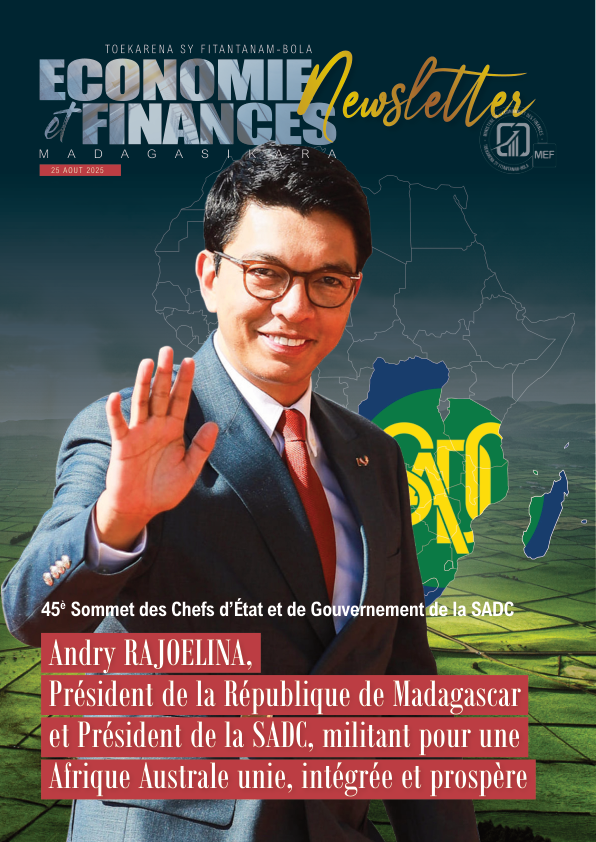 TOEKARENA SY FITANTANAM-BOLA
ECONOMIE
et FINANCES
Newsletter
MADAGASIKARA
MEF
25 AOUT 2025
SADC
45è Sommet des Chefs d'État et de Gouvernement de la SADC
Andry RAJOELINA,
Président de la République de Madagascar
et Président de la SADC, militant pour une
Afrique Australe unie, intégrée et prospère